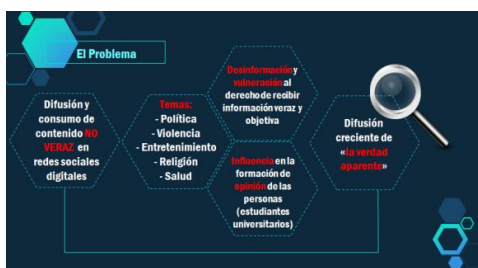 El Problema
Difusión y
consumo de
contenido NO
VERAZ en
redes sociales
digitales
Temas:
- Política
- Violencia
- Entretenimiento
- Religión
- Salud
Desinformación y
vulneración al
derecho de recibir
información veraz y
objetiva
Influencia en la
formación de
opinión de las
personas
(estudiantes
universitarios)
Difusión
creciente de
«la verdad
aparente»